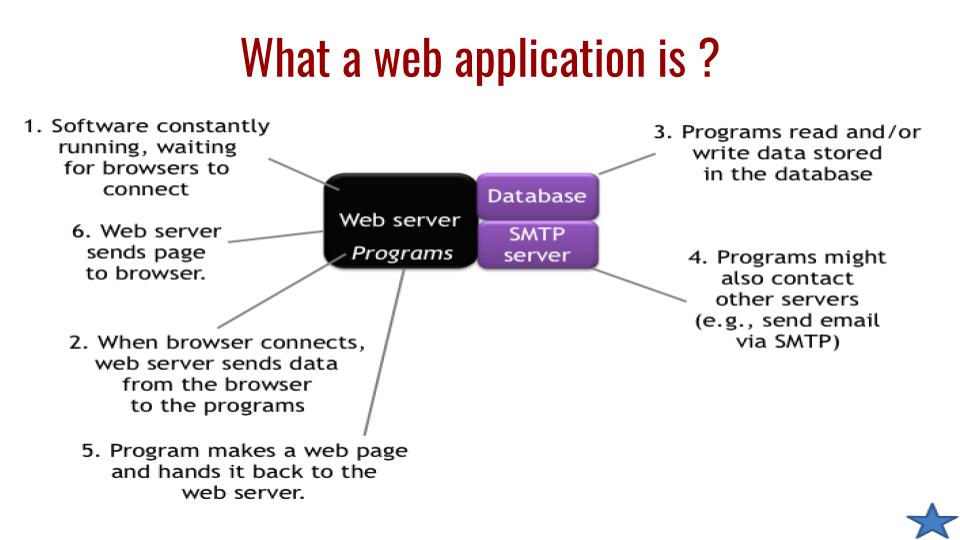 What a web application is ?
1. Software constantly
running, waiting
for browsers to
connect
6. Web server
sends page
to browser.
2. When browser connects,
web server sends data
from the browser
to the programs
5. Program makes a web page
and hands it back to the
web server.
Web server
Programs
Database
SMTP
server
3. Programs read and/or
write data stored
in the database
4. Programs might
also contact
other servers
(e.g., send email
via SMTP)